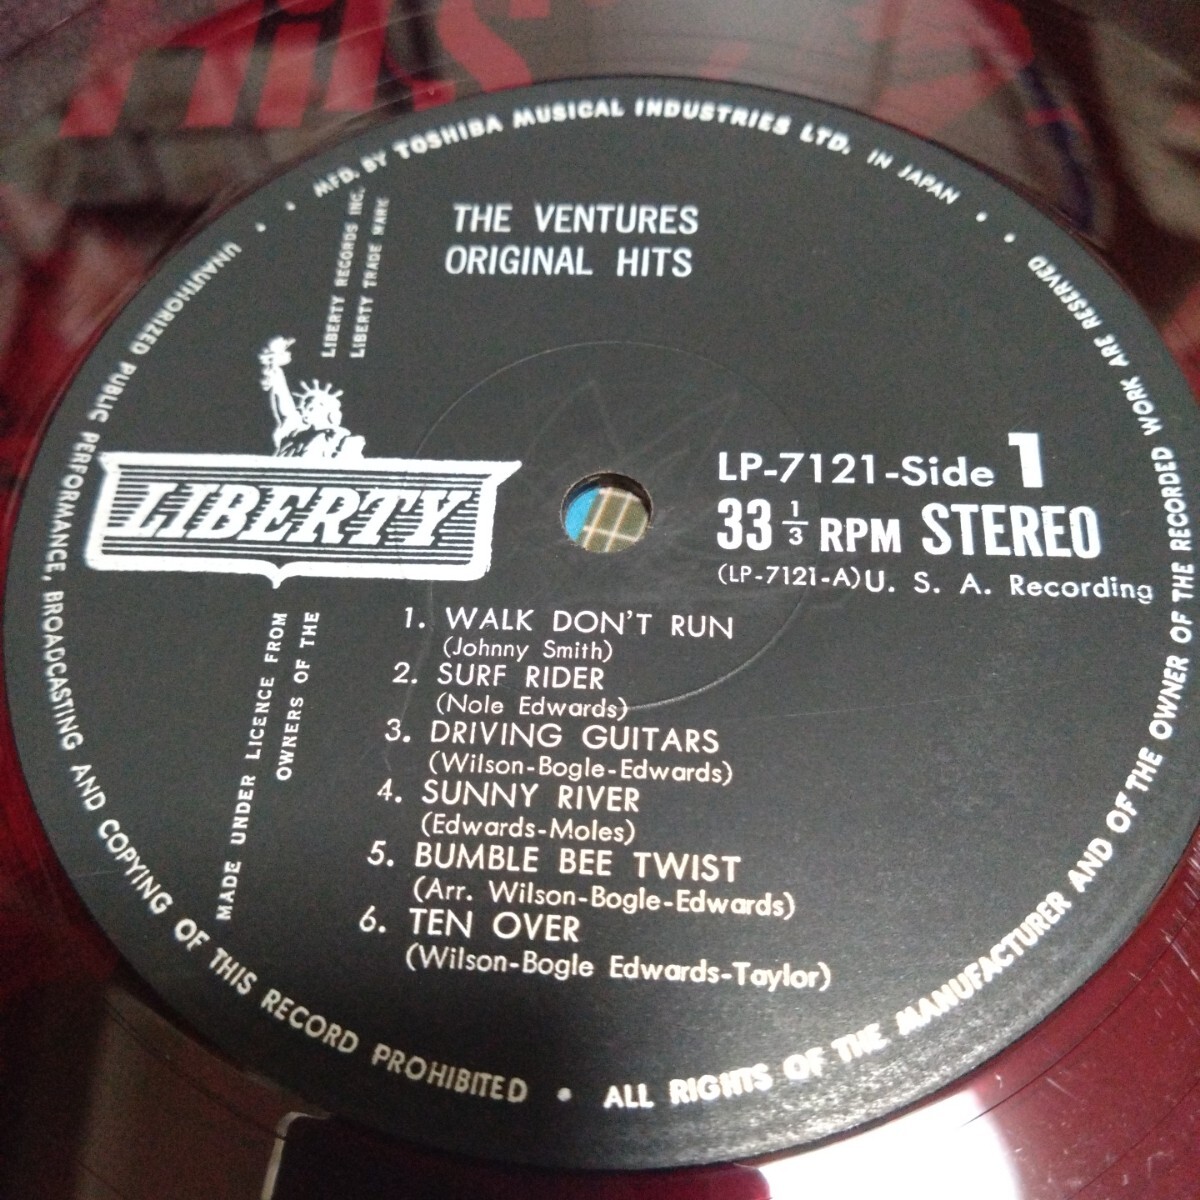 Hits
MFD. BY TOSHIBA MUSICAL INDUSTRIES LTD. IN JAPAN
THE VENTURES
ORIGINAL HITS
LIBERTY RECORDS INC.
LIBERTY TRADE MARK
LIBERTY
LP-7121-Side 1
33 1/3 RPM STEREO
(LP-7121-A) U. S. A. Recording
1. WALK DON'T RUN
(Johnny Smith)
2. SURF RIDER
(Nole Edwards)
3. DRIVING GUITARS
(Wilson-Bogle-Edwards)
4. SUNNY RIVER
(Edwards-Moles)
5. BUMBLE BEE TWIST
(Arr. Wilson-Bogle-Edwards)
6. TEN OVER
(Wilson-Bogle Edwards-Taylor)
MADE UNDER LICENCE FROM
OWNERS OF THE
UNAUTHORIZED PUBLIC PERFORMANCE, BROADCASTING AND COPYING OF THIS RECORD PROHIBITED • ALL RIGHTS OF THE MANUFACTURER AND OF THE OWNER OF THE RECORDED WORK ARE RESERVED